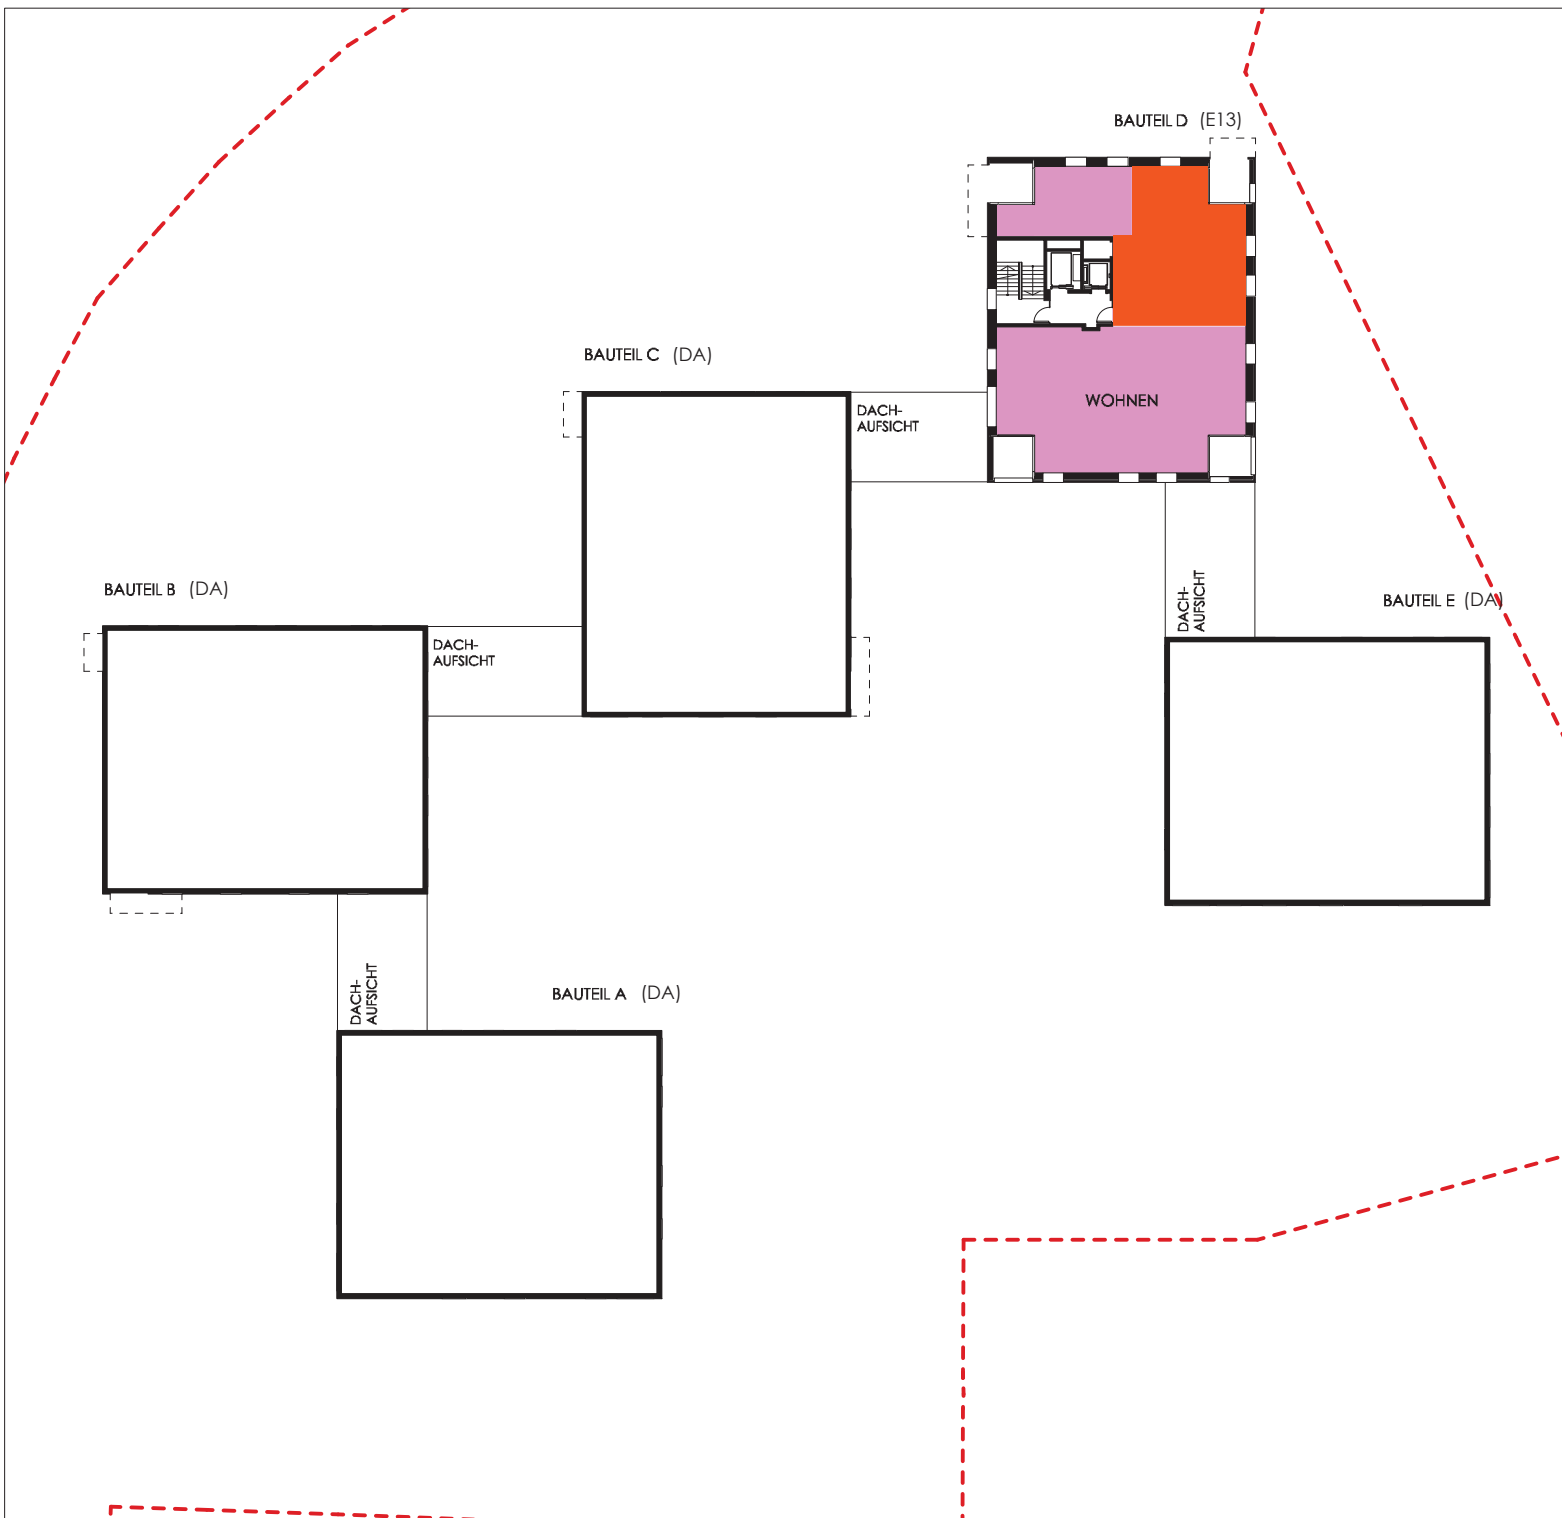 BAUTEIL D (E13)
BAUTEIL C (DA)
DACH-
AUFSICHT
WOHNEN
BAUTEIL B (DA)
DACH-
AUFSICHT
DACH-
AUFSICHT
BAUTEIL E (DA)
DACH-
AUFSICHT
BAUTEIL A (DA)